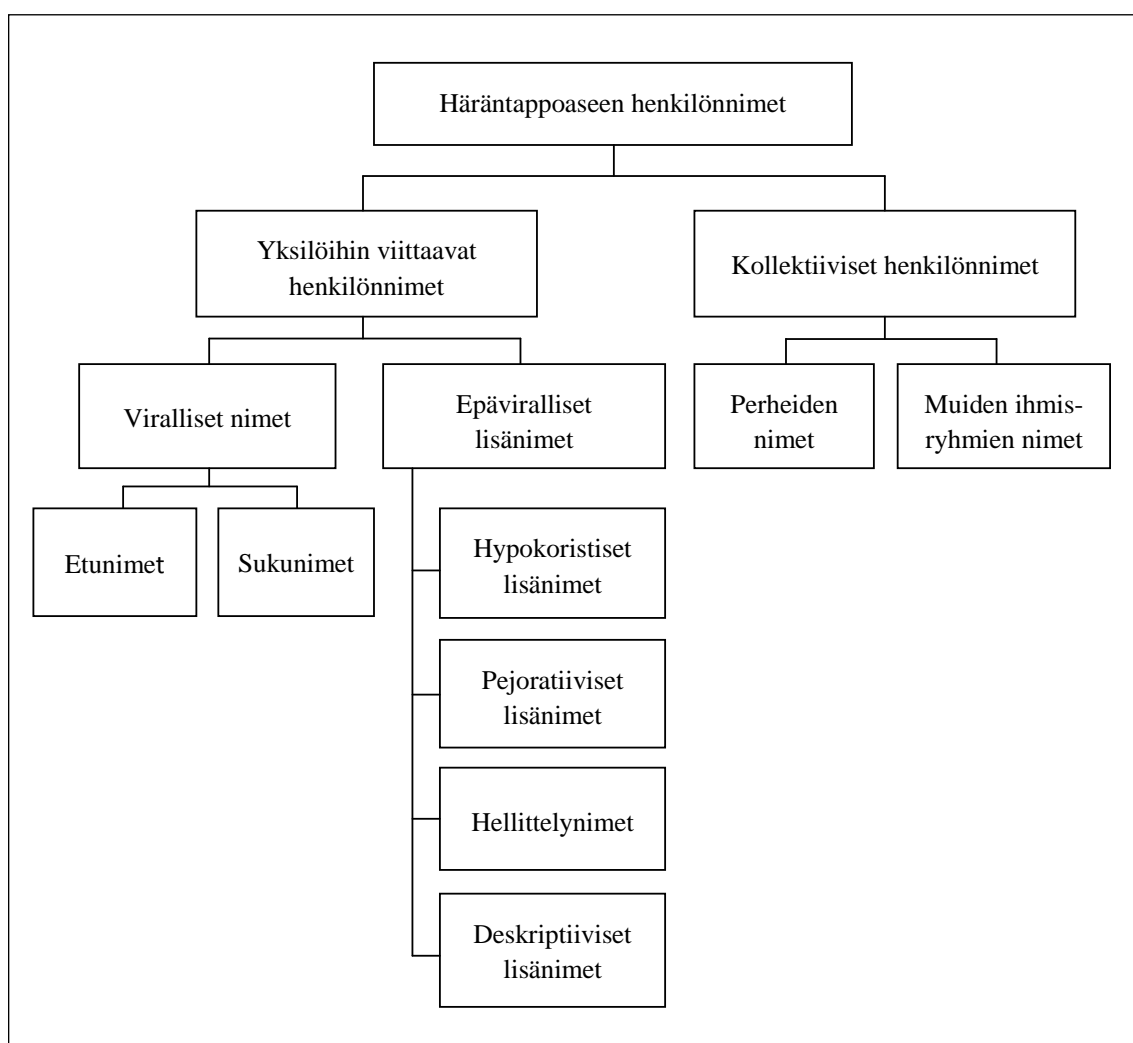 Häräntappoaseen henkilönnimet
Yksilöihin viittaavat
henkilönnimet
Kollektiiviset henkilönnimet
Viralliset nimet
Epäviralliset
lisänimet
Perheiden
nimet
Muiden ihmis-
ryhmien nimet
Etunimet
Sukunimet
Hypokoristiset
lisänimet
Pejoratiiviset
lisänimet
Hellittelynimet
Deskriptiiviset
lisänimet